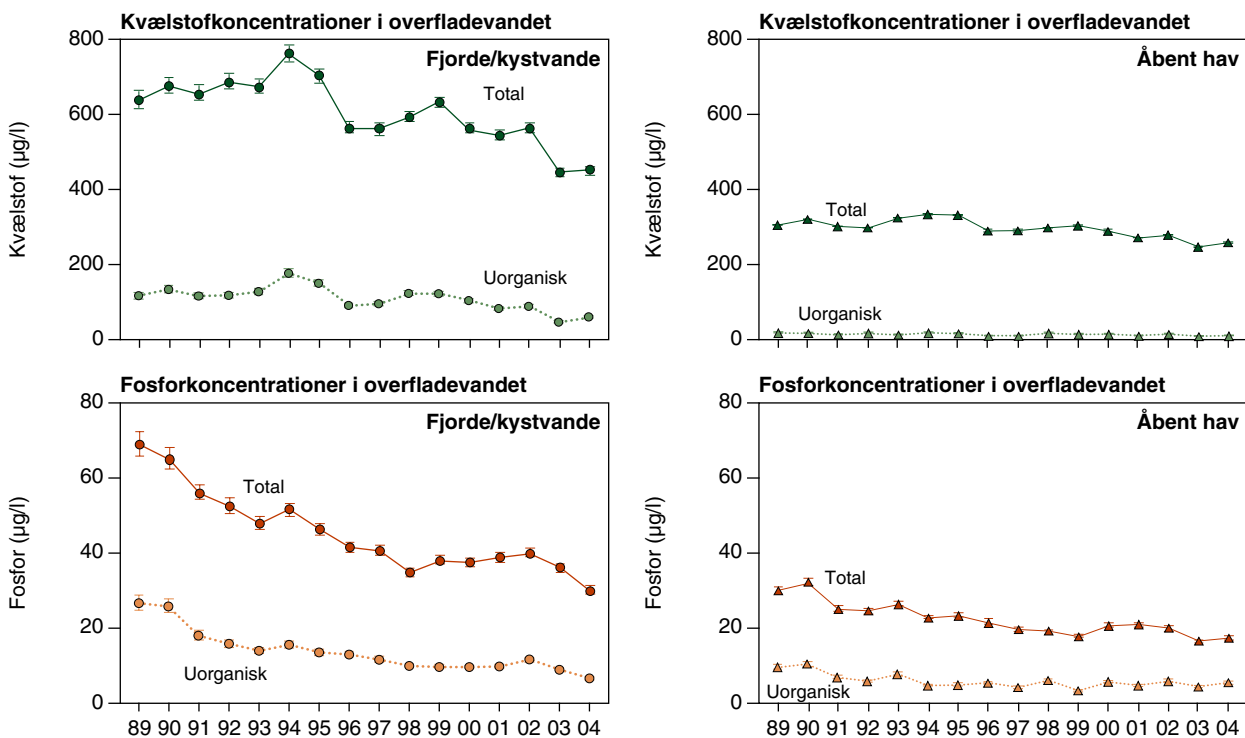 Kvælstofkoncentrationer i overfladevandet
Fjorde/kystvande
Kvælstof (µg/l)
800
600
400
200
0
Total
Uorganisk
Kvælstofkoncentrationer i overfladevandet
Åbent hav
Kvælstof (µg/l)
800
600
400
200
0
Total
Uorganisk
Fosforkoncentrationer i overfladevandet
Fjorde/kystvande
Fosfor (µg/l)
80
60
40
20
0
Total
Uorganisk
89 90 91 92 93 94 95 96 97 98 99 00 01 02 03 04
Fosforkoncentrationer i overfladevandet
Åbent hav
Fosfor (µg/l)
80
60
40
20
0
Total
Uorganisk
89 90 91 92 93 94 95 96 97 98 99 00 01 02 03 04